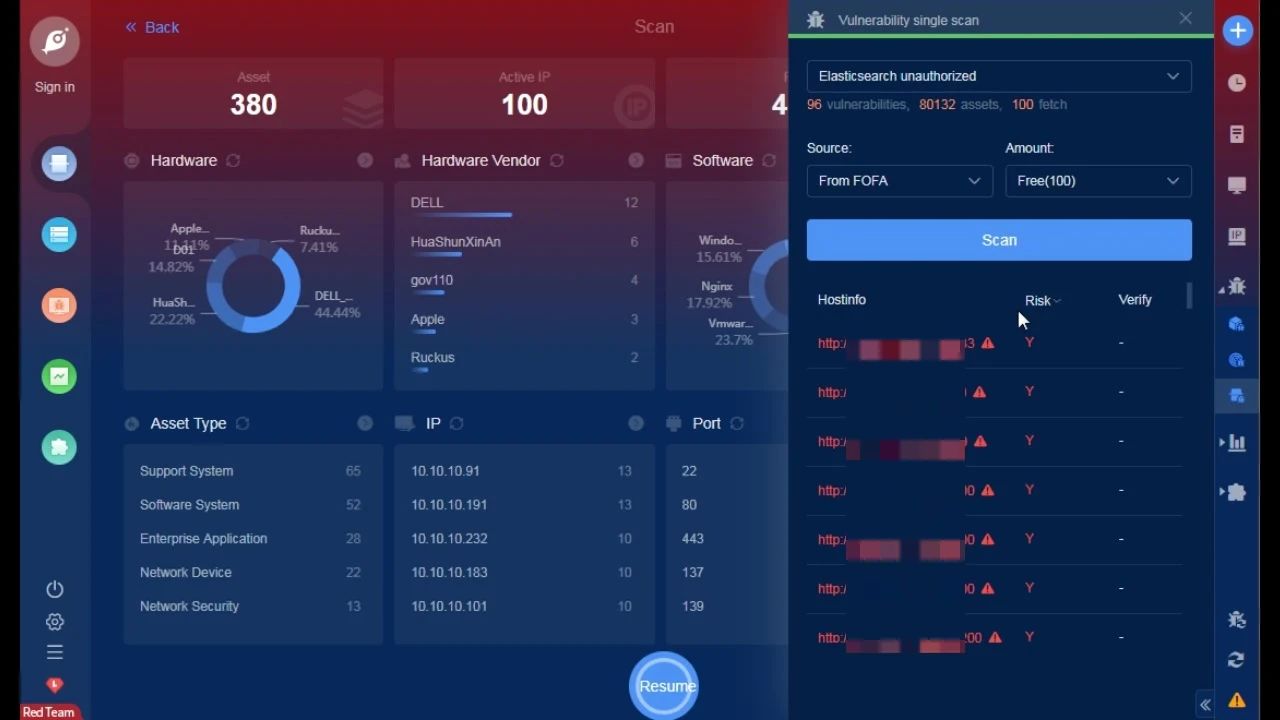 Sign in
Red Team
« Back
Scan
Asset
380
Active IP
100
4
Hardware
Apple...
11.11%
D01
14.82%
HuaSh...
22.22%
Rucku...
7.41%
DELL_...
44.44%
Hardware Vendor
DELL 12
HuaShunXinAn 6
gov110 4
Apple 3
Ruckus 2
Software
Windo...
15.61%
Nginx
17.92%
Vmwar...
23.7%
Asset Type
Support System 65
Software System 52
Enterprise Application 28
Network Device 22
Network Security 13
IP
10.10.10.91 13
10.10.10.191 13
10.10.10.232 10
10.10.10.183 10
10.10.10.101 10
Port
22
80
443
137
139
Resume
Vulnerability single scan
Elasticsearch unauthorized
96 vulnerabilities, 80132 assets, 100 fetch
Source: Amount:
From FOFA Free(100)
Scan
Hostinfo Risk Verify
http:/ 3 Y -
http:/ Y -
http:/ Y -
http:/ 00 Y -
http:/ 00 Y -
http:/ 00 Y -
http:/ 200 Y -
IP